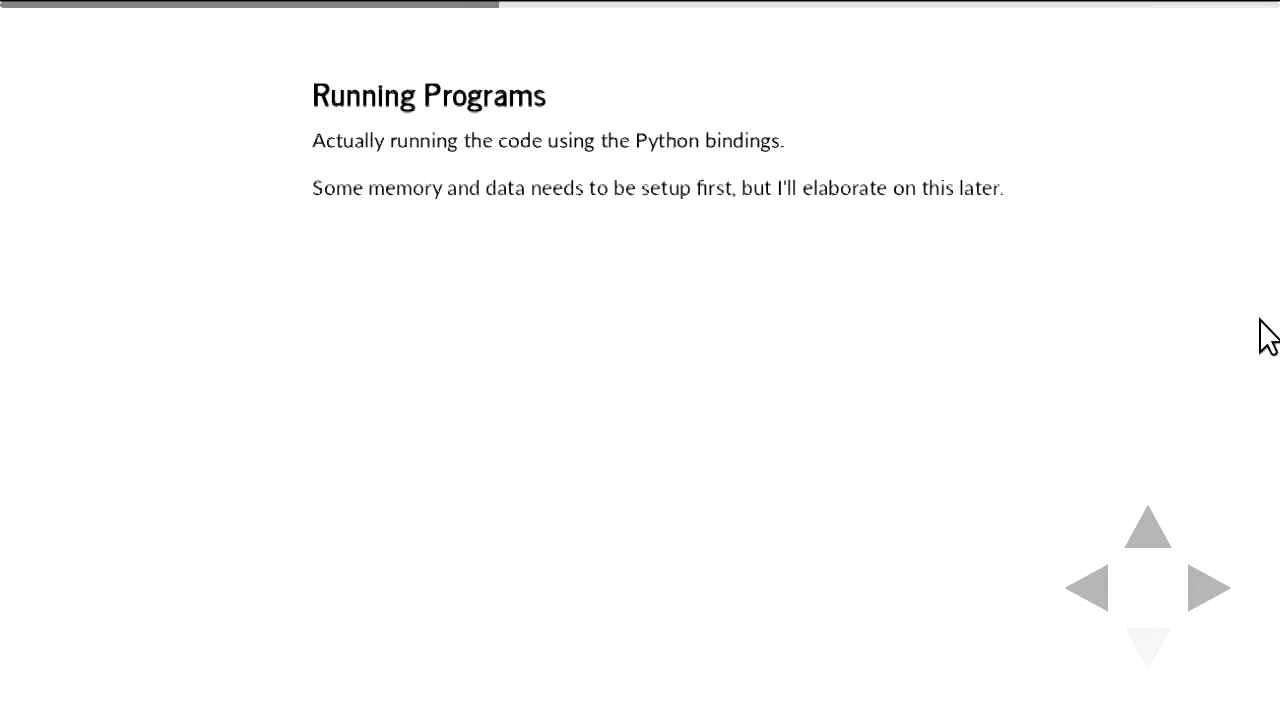 Running Programs
Actually running the code using the Python bindings.
Some memory and data needs to be setup first, but I'll elaborate on this later.